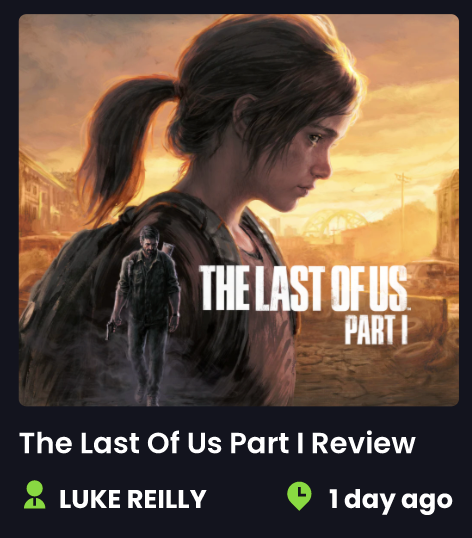 THE LAST OF US
PART I
The Last Of Us Part I Review
LUKE REILLY
1 day ago